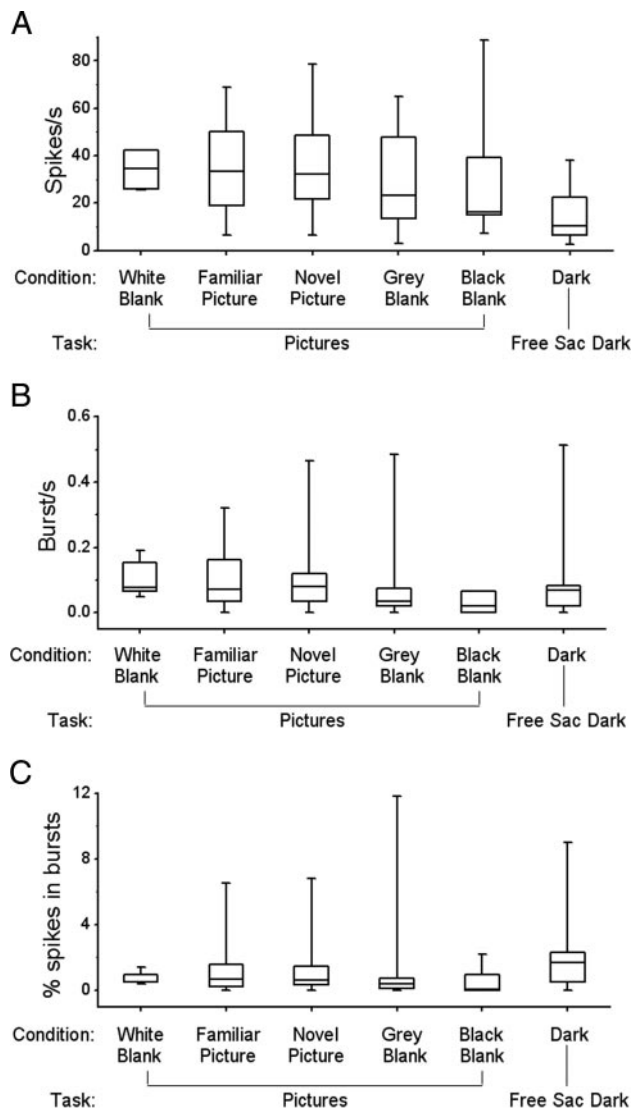 A
Spikes/s
80
60
40
20
0
Condition: White Blank Familiar Picture Novel Picture Grey Blank Black Blank Dark
Task: Pictures Free Sac Dark
B
Burst/s
0.6
0.4
0.2
0.0
Condition: White Blank Familiar Picture Novel Picture Grey Blank Black Blank Dark
Task: Pictures Free Sac Dark
C
% spikes in bursts
12
8
4
0
Condition: White Blank Familiar Picture Novel Picture Grey Blank Black Blank Dark
Task: Pictures Free Sac Dark